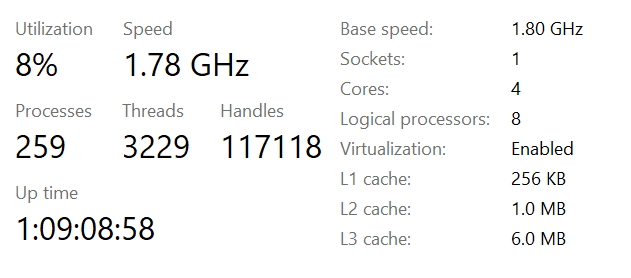 Utilization Speed
8% 1.78 GHz
Processes Threads Handles
259 3229 117118
Up time
1:09:08:58
Base speed: 1.80 GHz
Sockets: 1
Cores: 4
Logical processors: 8
Virtualization: Enabled
L1 cache: 256 KB
L2 cache: 1.0 MB
L3 cache: 6.0 MB